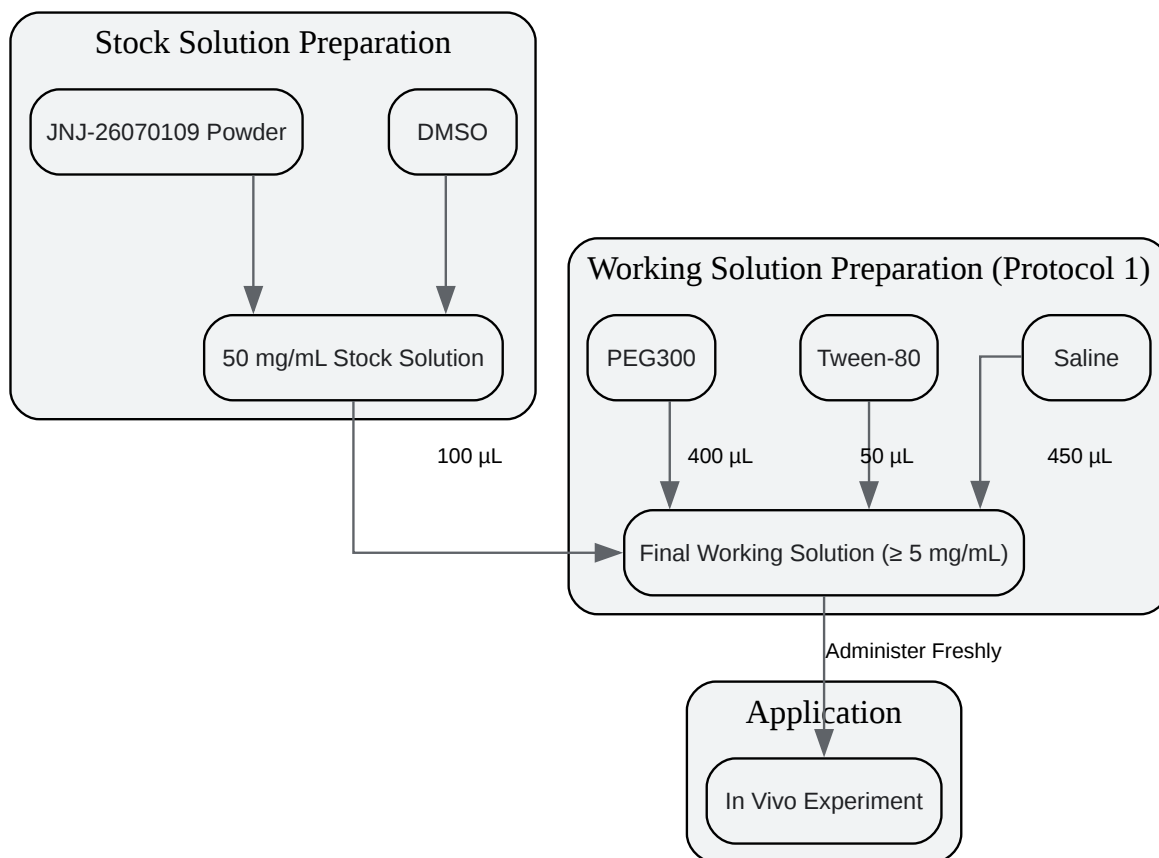 Stock Solution Preparation
JNJ-26070109 Powder
DMSO
50 mg/mL Stock Solution
Working Solution Preparation (Protocol 1)
PEG300
Tween-80
Saline
100 µL
400 µL
50 µL
450 µL
Final Working Solution (≥ 5 mg/mL)
Administer Freshly
Application
In Vivo Experiment